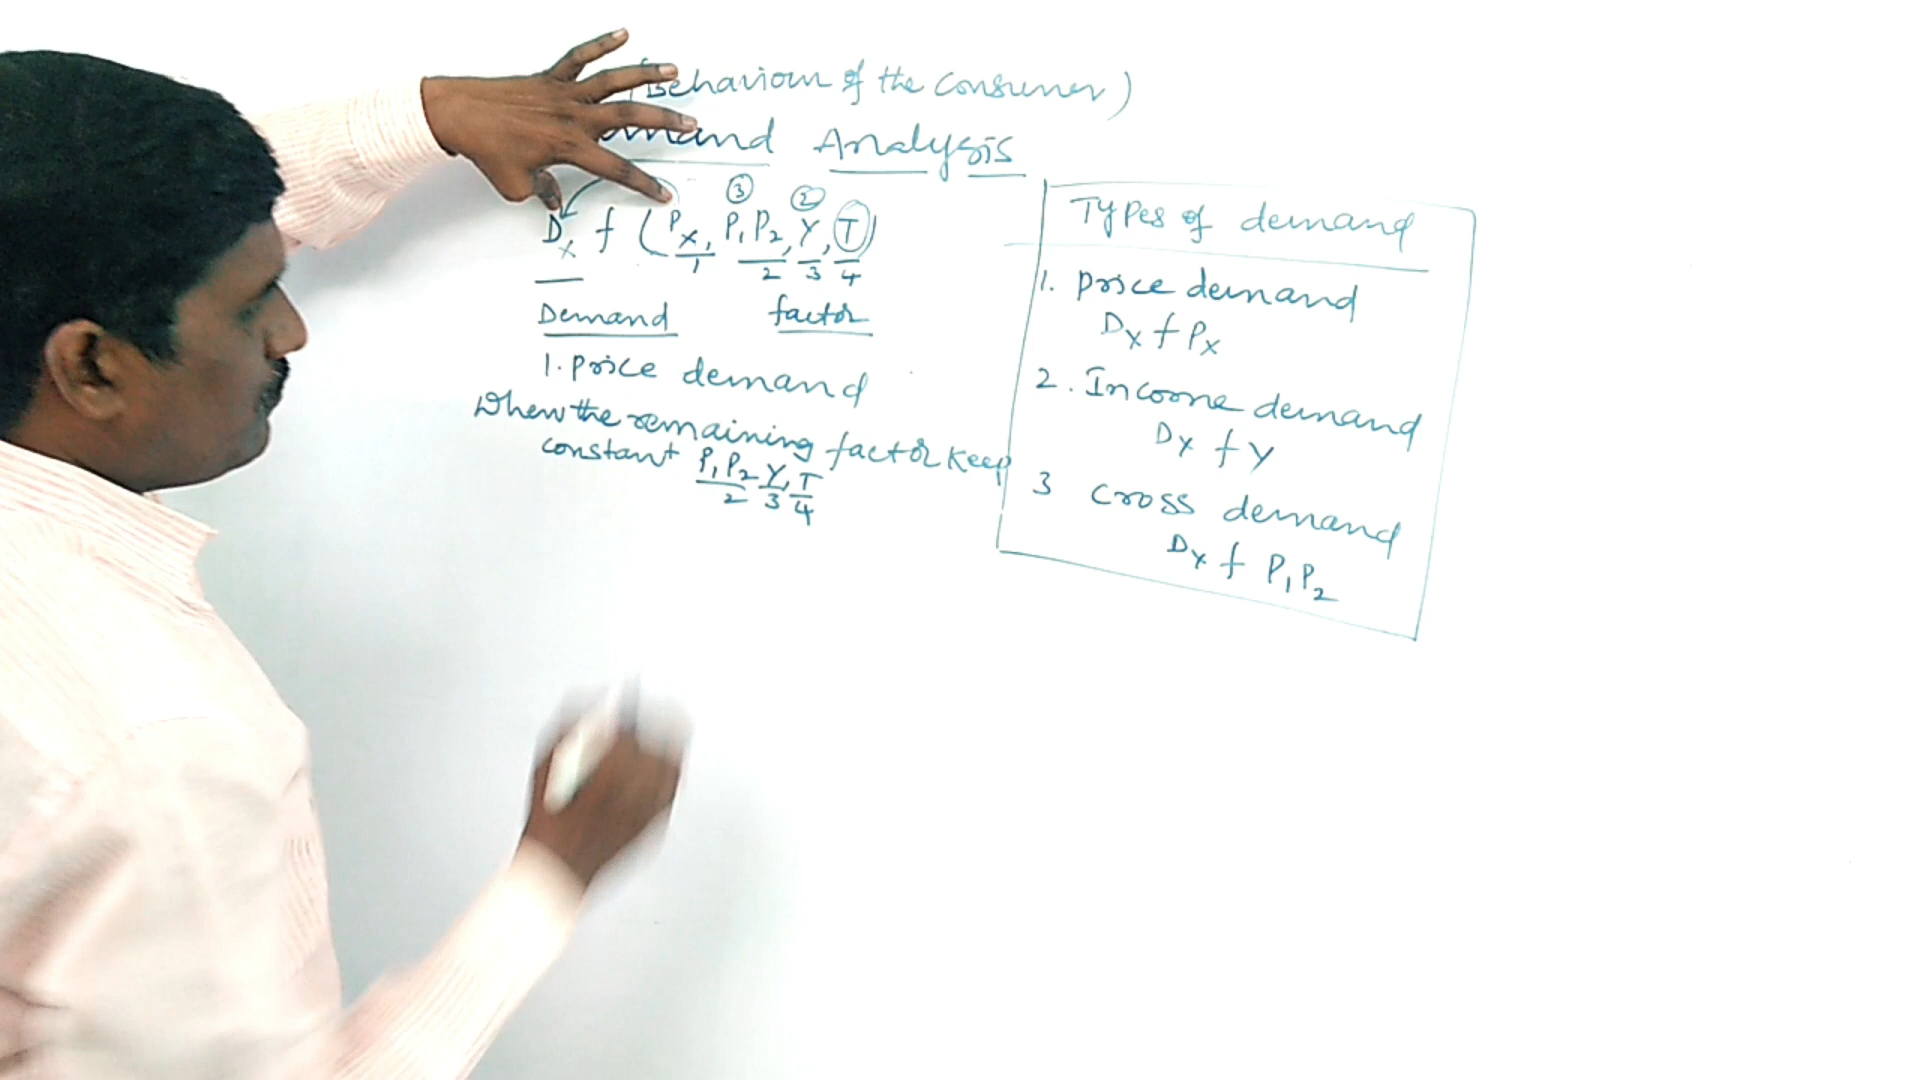 (Behaviour of the consumer)
Analysis
③ ②
Dx f (Px, P1 P2, Y, T)
1 2 3 4
Demand factor
1. price demand
When the remaining factor keep
constant P1 P2 Y, T
2 3 4
Types of demand
1. price demand
Dx f Px
2. Income demand
Dx f Y
3 cross demand
Dx f P1 P2